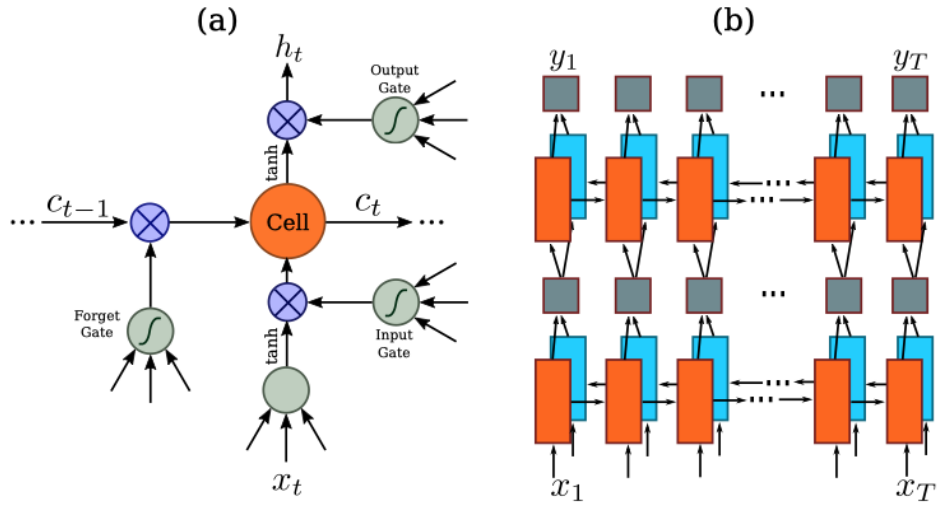 (a)
h_t
Output
Gate
tanh
... c_{t−1}
Cell
c_t ...
Forget
Gate
tanh
Input
Gate
x_t
(b)
y_1 y_T
...
...
...
...
...
...
x_1 x_T